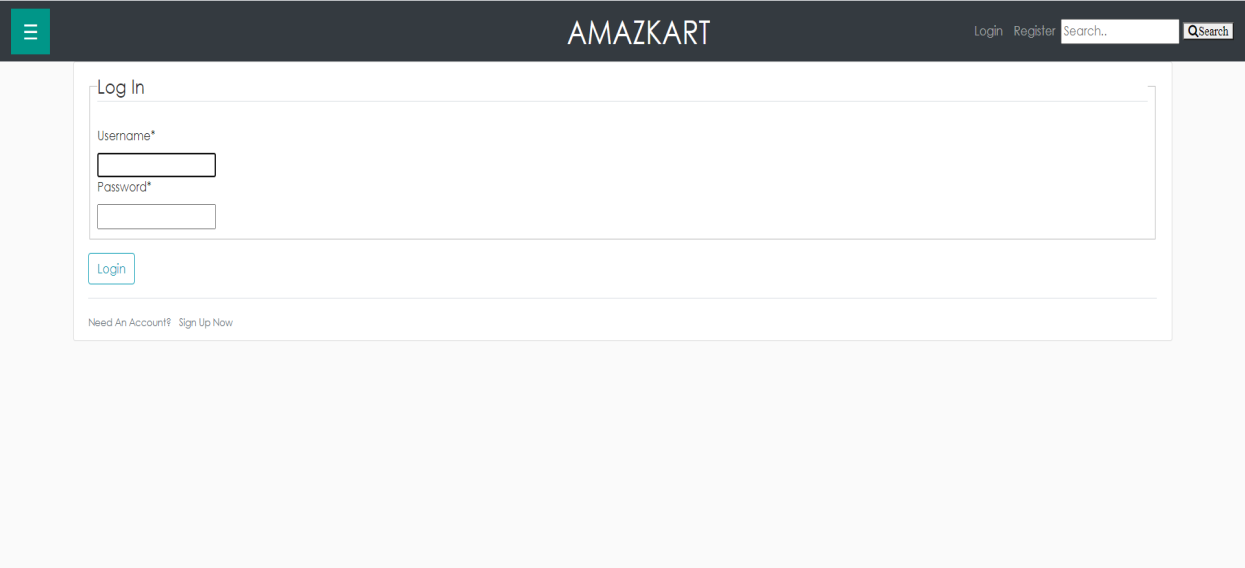 AMAZKART
Login Register Search.. Search
Log In
Username*
Password*
Login
Need An Account? Sign Up Now